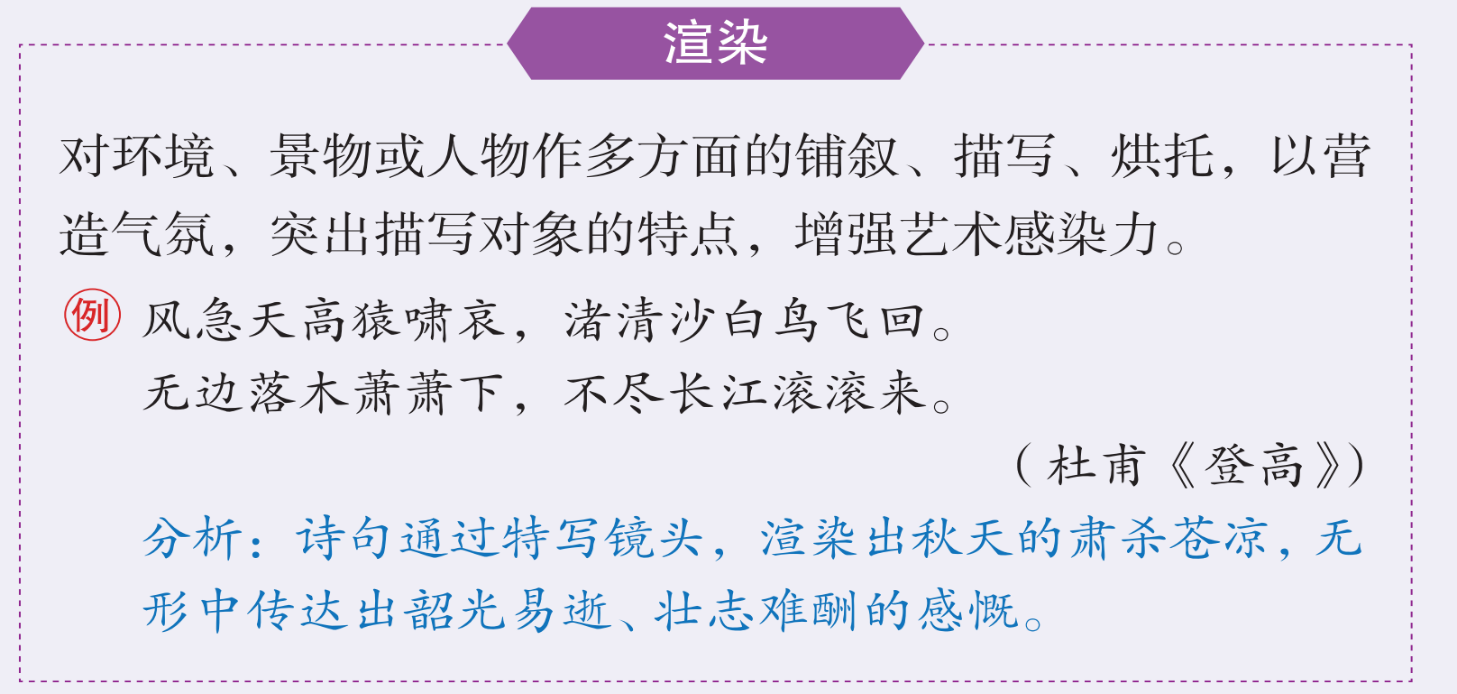 渲染
对环境、景物或人物作多方面的铺叙、描写、烘托，以营
造气氛，突出描写对象的特点，增强艺术感染力。
例 风急天高猿啸哀，渚清沙白鸟飞回。
无边落木萧萧下，不尽长江滚滚来。
（杜甫《登高》）
分析：诗句通过特写镜头，渲染出秋天的肃杀苍凉，无
形中传达出韶光易逝、壮志难酬的感慨。